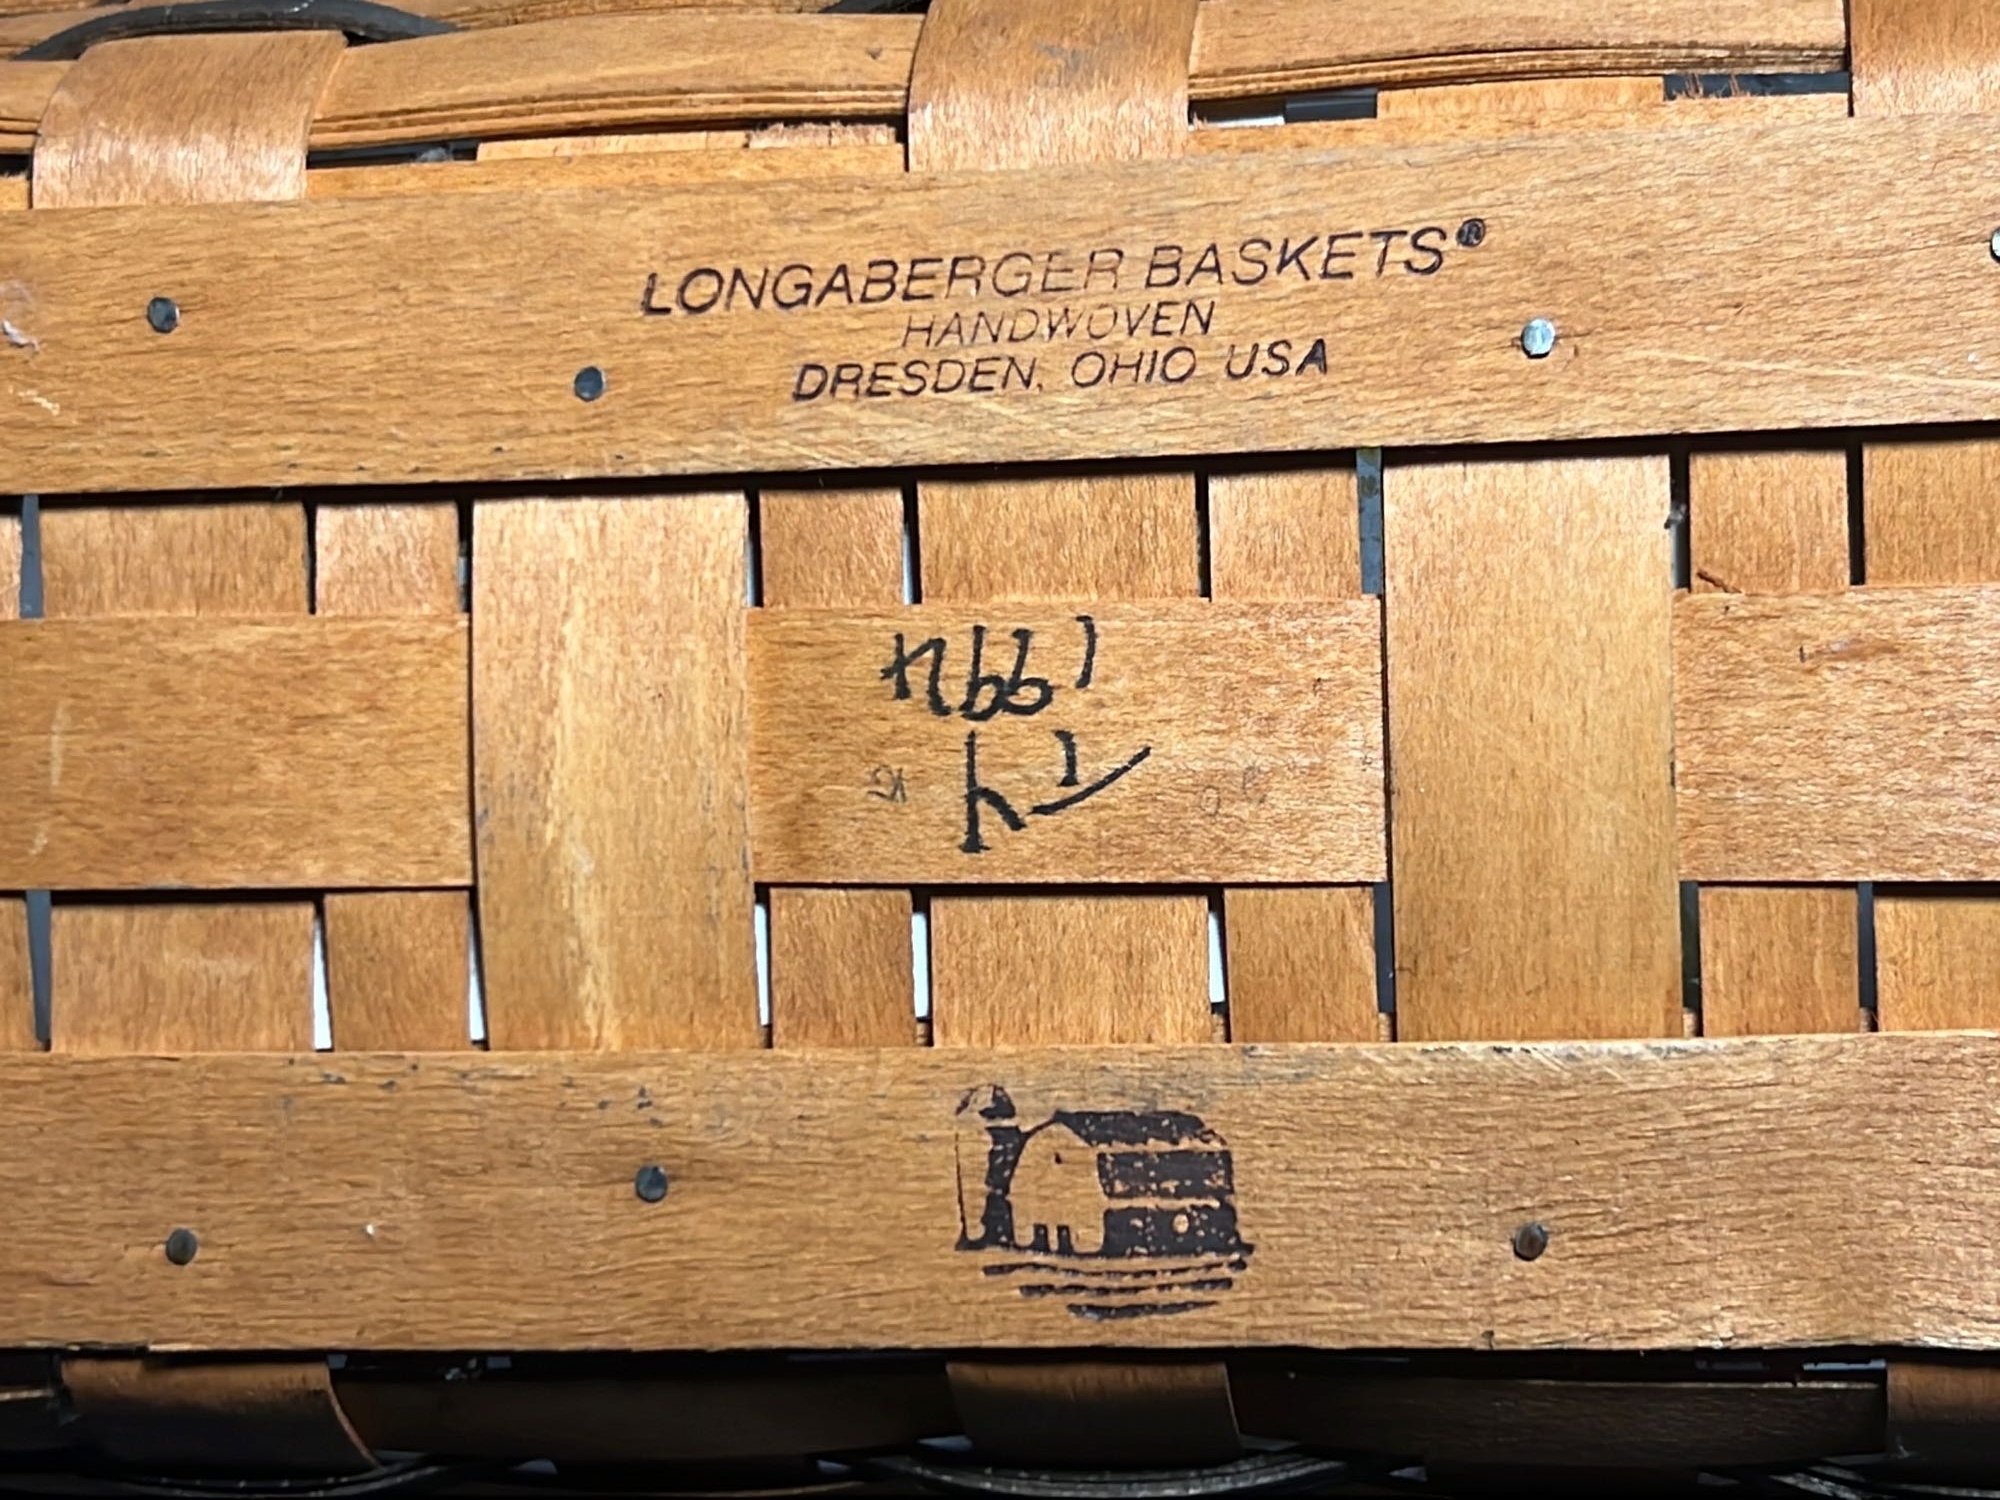 LONGABERGER BASKETS®
HANDWOVEN
DRESDEN, OHIO USA
1994